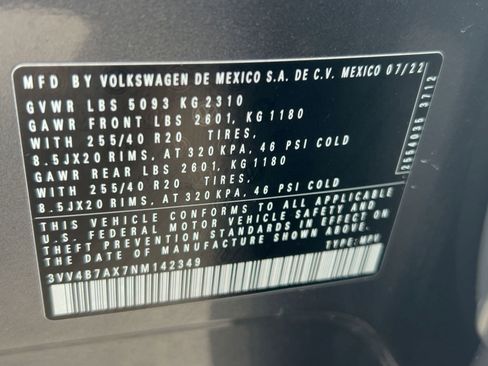 MFD BY VOLKSWAGEN DE MEXICO S.A. DE C.V. MEXICO 07/22
GVWR LBS 5093 KG 2310
GAWR FRONT LBS 2601, KG 1180
WITH 255/40 R20 TIRES,
8.5JX20 RIMS, AT 320 KPA, 46 PSI COLD
GAWR REAR LBS 2601, KG 1180
WITH 255/40 R20 TIRES,
8.5JX20 RIMS, AT 320 KPA, 46 PSI COLD
THIS VEHICLE CONFORMS TO ALL APPLICABLE
U.S. FEDERAL MOTOR VEHICLE SAFETY AND
THEFT PREVENTION STANDARDS IN EFFECT ON
THE DATE OF MANUFACTURE SHOWN ABOVE.
3VV4B7AX7NM142349 TYPE: MPV
2554035 3712